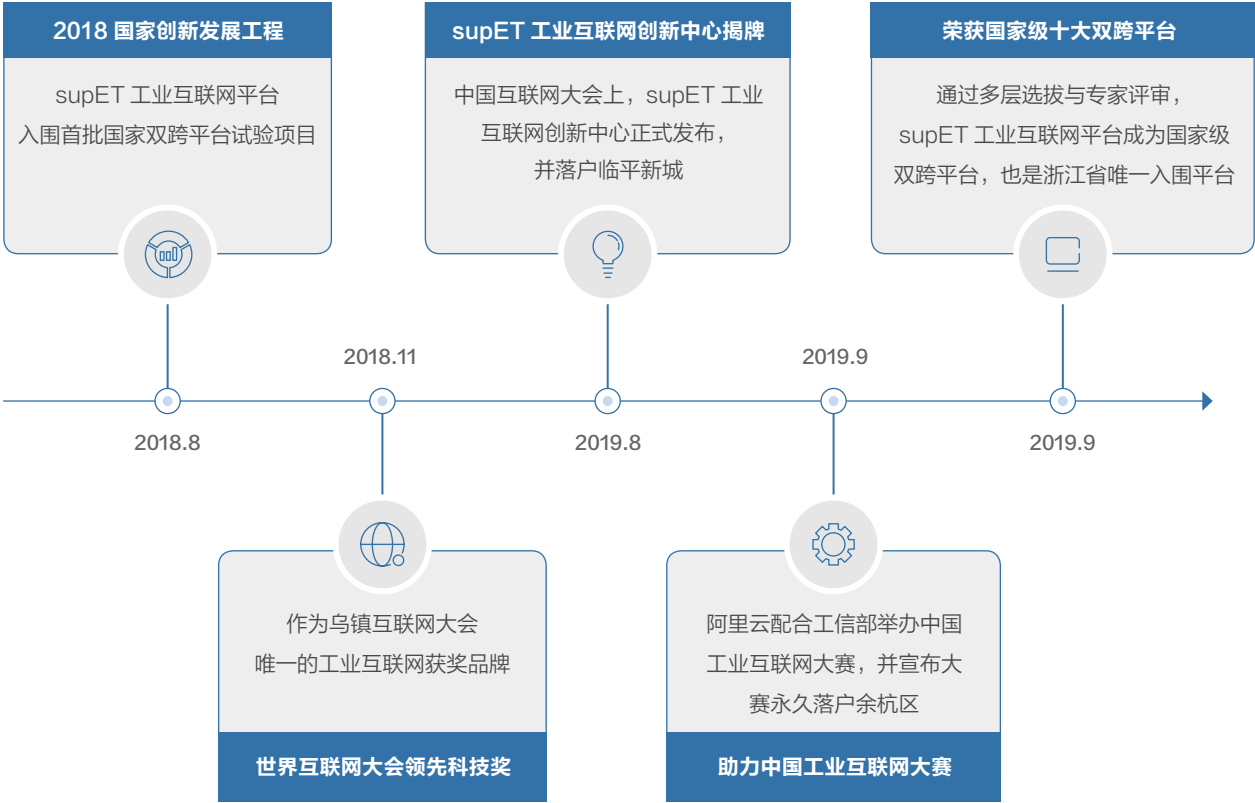 2018 国家创新发展工程
supET 工业互联网平台
入围首批国家双跨平台试验项目
supET 工业互联网创新中心揭牌
中国互联网大会上，supET 工业
互联网创新中心正式发布，
并落户临平新城
荣获国家级十大双跨平台
通过多层选拔与专家评审，
supET 工业互联网平台成为国家级
双跨平台，也是浙江省唯一入围平台
2018.11
2019.9
2018.8
2019.8
2019.9
作为乌镇互联网大会
唯一的工业互联网获奖品牌
世界互联网大会领先科技奖
阿里云配合工信部举办中国
工业互联网大赛，并宣布大
赛永久落户余杭区
助力中国工业互联网大赛